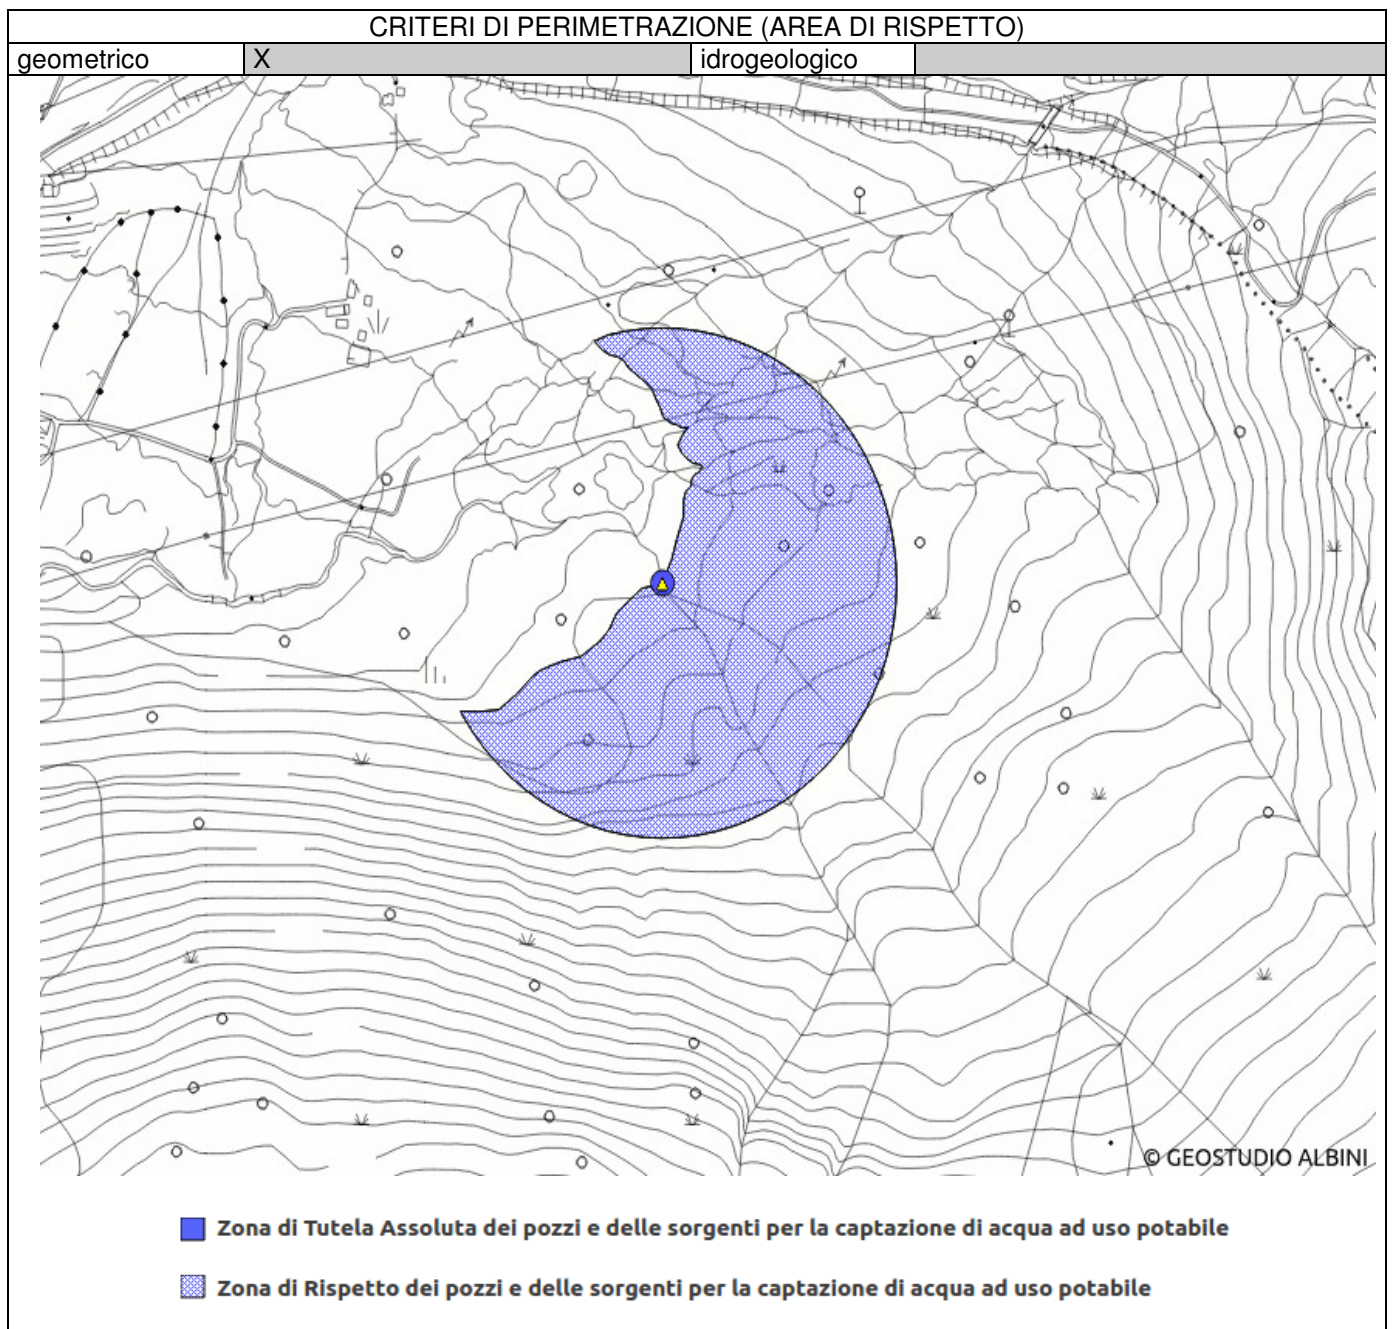 CRITERI DI PERIMETRAZIONE (AREA DI RISPETTO)
geometrico X idrogeologico
© GEOSTUDIO ALBINI
Zona di Tutela Assoluta dei pozzi e delle sorgenti per la captazione di acqua ad uso potabile
Zona di Rispetto dei pozzi e delle sorgenti per la captazione di acqua ad uso potabile